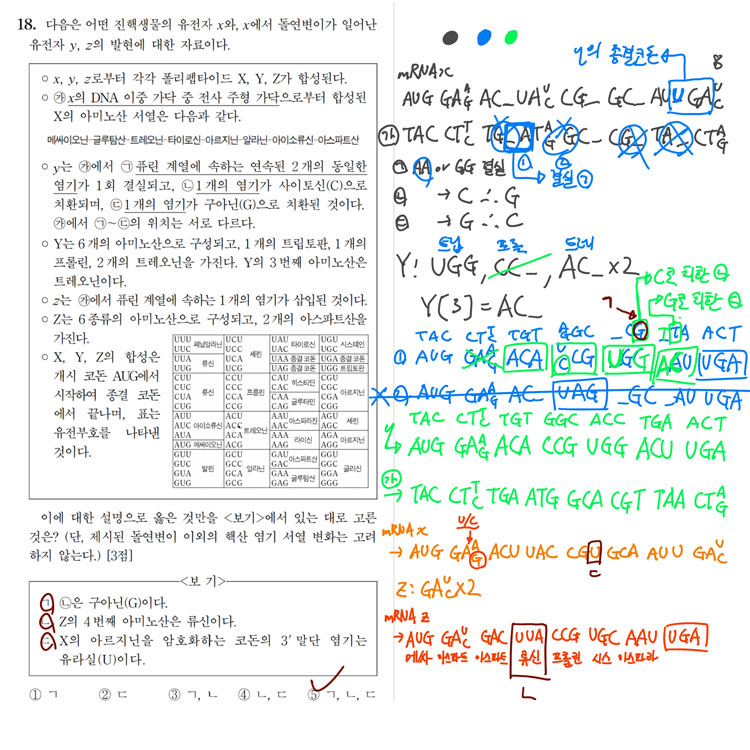 18. 다음은 어떤 진핵생물의 유전자 x와, x에서 돌연변이가 일어난
유전자 y, z의 발현에 대한 자료이다.
○ x, y, z로부터 각각 폴리펩타이드 X, Y, Z가 합성된다.
○ ㉮x의 DNA 이중 가닥 중 전사 주형 가닥으로부터 합성된
X의 아미노산 서열은 다음과 같다.
메싸이오닌-글루탐산-트레오닌-타이로신-아르지닌-알라닌-아이소류신-아스파트산
○ y는 ㉮에서 ㉠퓨린 계열에 속하는 연속된 2개의 동일한
염기가 1회 결실되고, ㉡1개의 염기가 사이토신(C)으로
치환되며, ㉢1개의 염기가 구아닌(G)으로 치환된 것이다.
㉮에서 ㉠~㉢의 위치는 서로 다르다.
○ Y는 6개의 아미노산으로 구성되고, 1개의 트립토판, 1개의
프롤린, 2개의 트레오닌을 가진다. Y의 3번째 아미노산은
트레오닌이다.
○ z는 ㉮에서 퓨린 계열에 속하는 1개의 염기가 삽입된 것이다.
○ Z는 6종류의 아미노산으로 구성되고, 2개의 아스파트산을
가진다.
○ X, Y, Z의 합성은
개시 코돈 AUG에서
시작하여 종결 코돈
에서 끝나며, 표는
유전부호를 나타낸
것이다.
UUU 페닐알라닌 UCU 세린 UAU 타이로신 UGU 시스테인
UUC UCC UAC UGC
UUA 류신 UCA UAA 종결 코돈 UGA 종결 코돈
UUG UCG UAG 종결 코돈 UGG 트립토판
CUU 류신 CCU 프롤린 CAU 히스티딘 CGU 아르지닌
CUC CCC CAC CGC
CUA CCA CAA 글루타민 CGA
CUG CCG CAG CGG
AUU 아이소류신 ACU 트레오닌 AAU 아스파라진 AGU 세린
AUC ACC AAC AGC
AUA ACA AAA 라이신 AGA 아르지닌
AUG 메싸이오닌 ACG AAG AGG
GUU 발린 GCU 알라닌 GAU 아스파트산 GGU 글리신
GUC GCC GAC GGC
GUA GCA GAA 글루탐산 GGA
GUG GCG GAG GGG
이에 대한 설명으로 옳은 것만을 <보기>에서 있는 대로 고른
것은? (단, 제시된 돌연변이 이외의 핵산 염기 서열 변화는 고려
하지 않는다.) [3점]
<보 기>
ㄱ. ㉡은 구아닌(G)이다.
ㄴ. Z의 4번째 아미노산은 류신이다.
ㄷ. X의 아르지닌을 암호화하는 코돈의 3′ 말단 염기는
유라실(U)이다.
① ㄱ ② ㄷ ③ ㄱ, ㄴ ④ ㄴ, ㄷ ⑤ ㄱ, ㄴ, ㄷ
y의 종결코돈
mRNA x
AUG GA A/G AC_ UA U/C CG_ GC_ AU UGA U/C
㉮ TAC CT T/C TG_ AT A/G GC_ CG_ TA_ CT A/G
㉠ AA or GG 결실 ① ② → 결실 ㉠
㉡ → C ∴ G
㉢ → G ∴ C
트립 프롤 트레
Y: UGG, CC_, AC_ x2
Y[3] = AC_
C로 치환 ㉡
G로 치환 ㉢
ㄱ
y TAC CT T/C TGT GGC ACC TGA ACT
AUG GA A/G ACA CCG UGG ACU UGA
㉮ → TAC CT T/C TGA ATG GCA CGT TAA CT A/G
U/C
mRNA x
→ AUG GA A/G ACU UAC CGU GCA AUU GA U/C
ㄷ
Z: GA U/C x2
mRNA z
→ AUG GA U/C GAC UUA CCG UGC AAU UGA
메싸 아스파트 아스파트 류신 프롤린 시스 아스파라
ㄴ